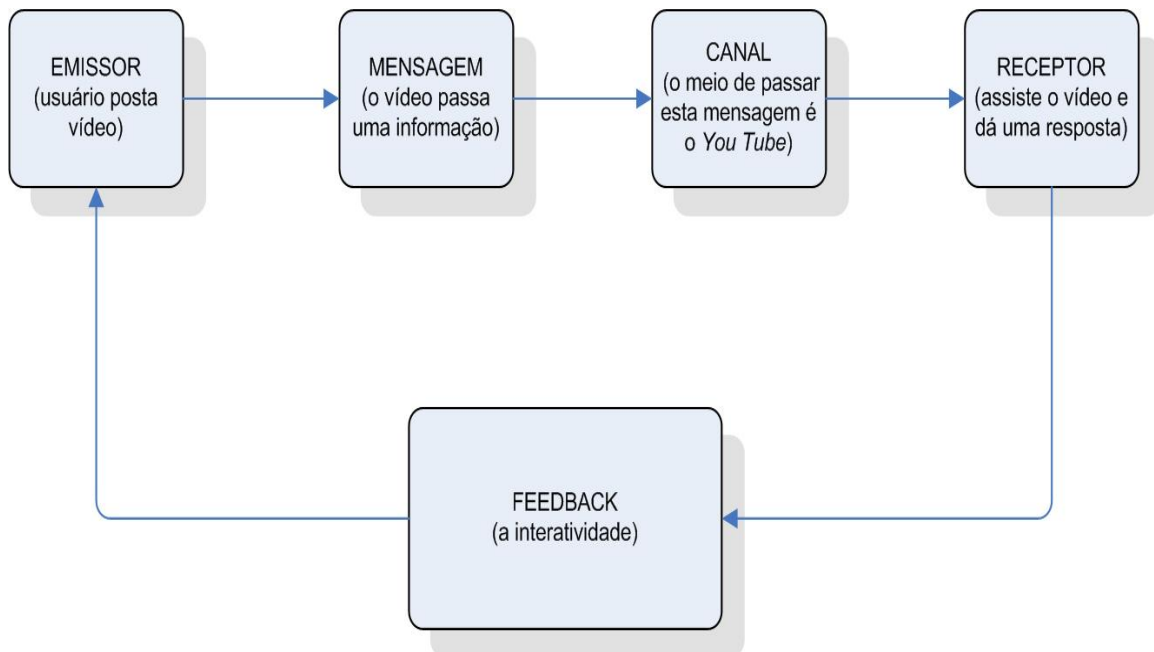 EMISSOR
(usuário posta
vídeo)
MENSAGEM
(o vídeo passa
uma informação)
CANAL
(o meio de passar
esta mensagem é
o You Tube)
RECEPTOR
(assiste o vídeo e
dá uma resposta)
FEEDBACK
(a interatividade)